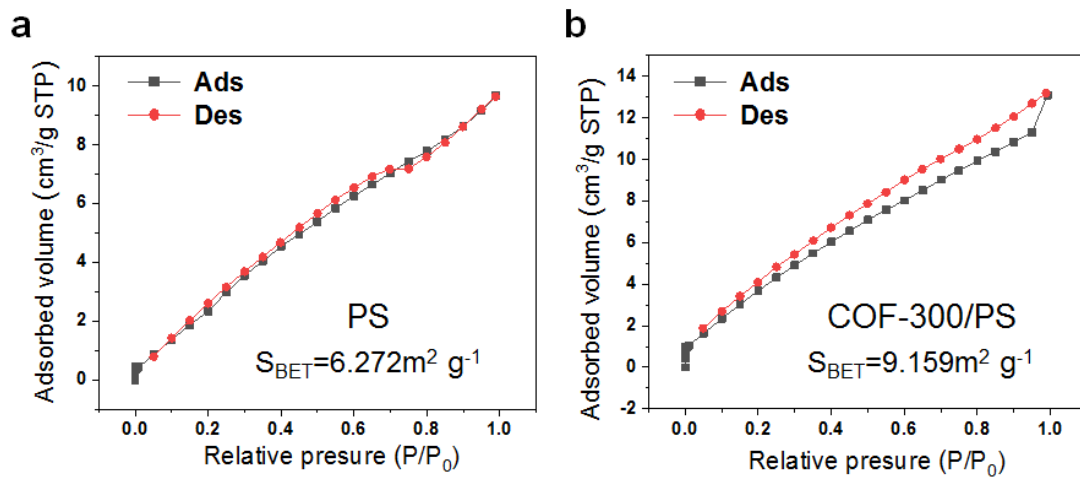 a
Adsorbed volume (cm³/g STP)
10
8
6
4
2
0
Ads
Des
PS
S_BET=6.272m² g⁻¹
0.0 0.2 0.4 0.6 0.8 1.0
Relative presure (P/P₀)
b
Adsorbed volume (cm³/g STP)
14
12
10
8
6
4
2
0
-2
Ads
Des
COF-300/PS
S_BET=9.159m² g⁻¹
0.0 0.2 0.4 0.6 0.8 1.0
Relative presure (P/P₀)